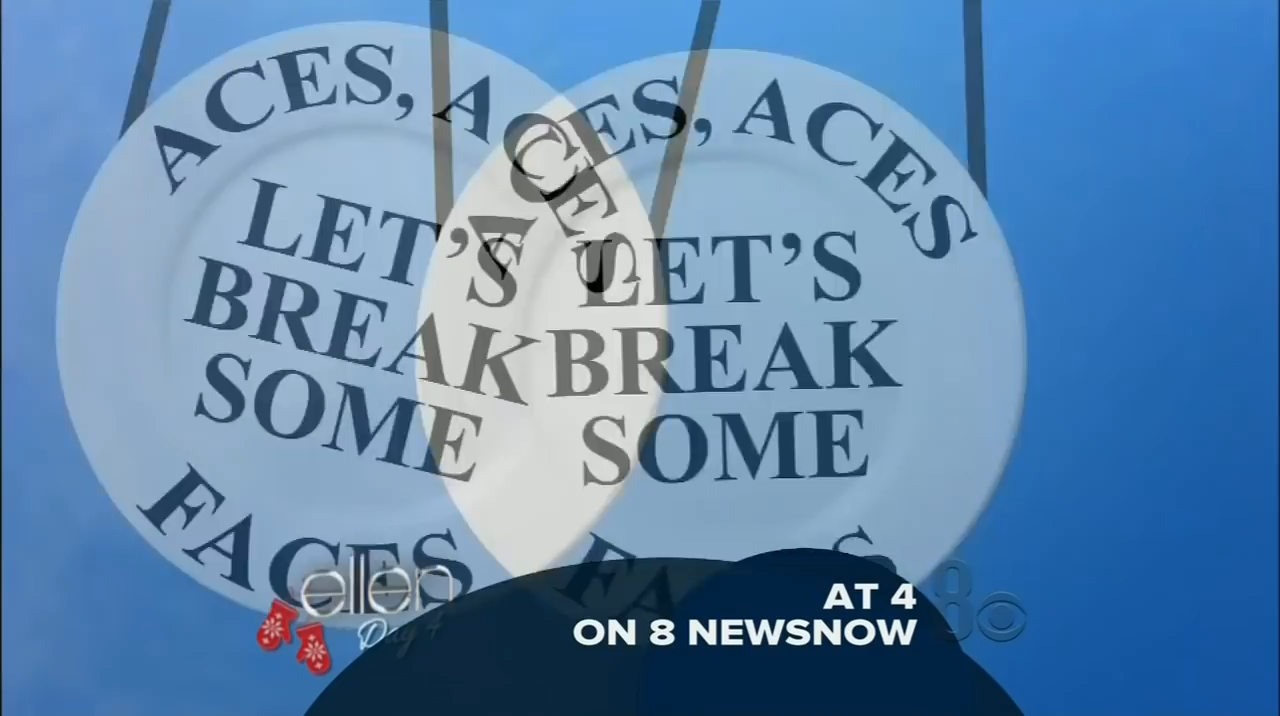 ACES, ACES
LET'S
BREAK
SOME
FACES
ACES, ACES
LET'S
BREAK
SOME
ellen
Day 4
AT 4
ON 8 NEWSNOW
8